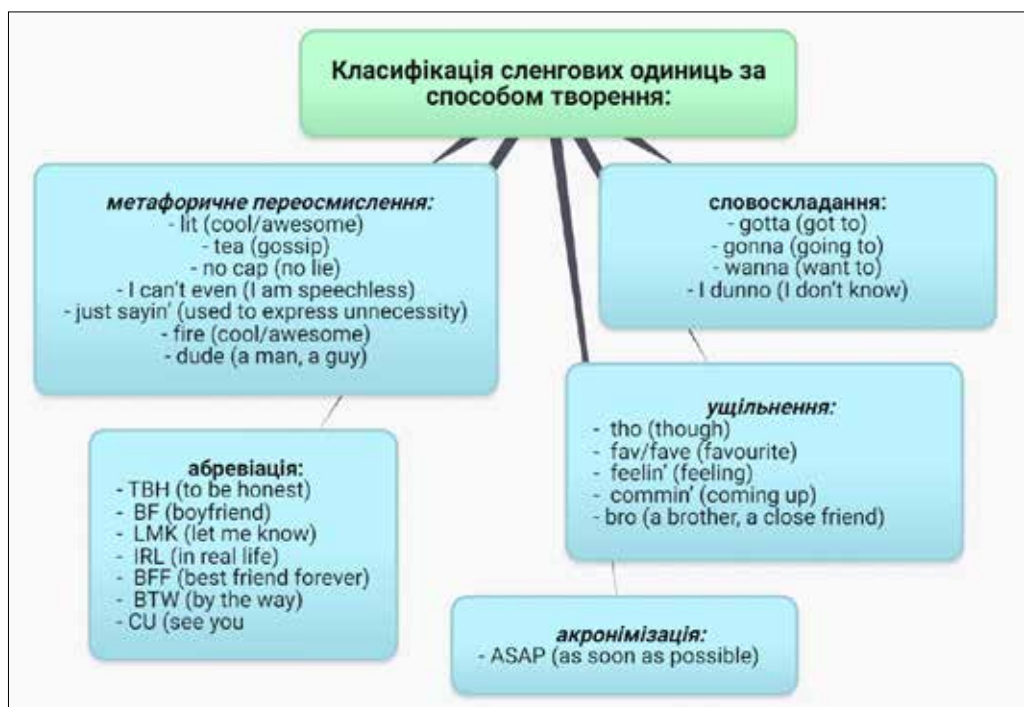 Класифікація сленгових одиниць за
способом творення:
метафоричне переосмислення:
- lit (cool/awesome)
- tea (gossip)
- no cap (no lie)
- I can't even (I am speechless)
- just sayin' (used to express unnecessity)
- fire (cool/awesome)
- dude (a man, a guy)
словоскладання:
- gotta (got to)
- gonna (going to)
- wanna (want to)
- I dunno (I don't know)
абревіація:
- TBH (to be honest)
- BF (boyfriend)
- LMK (let me know)
- IRL (in real life)
- BFF (best friend forever)
- BTW (by the way)
- CU (see you
ущільнення:
- tho (though)
- fav/fave (favourite)
- feelin' (feeling)
- commin' (coming up)
- bro (a brother, a close friend)
акронімізація:
- ASAP (as soon as possible)